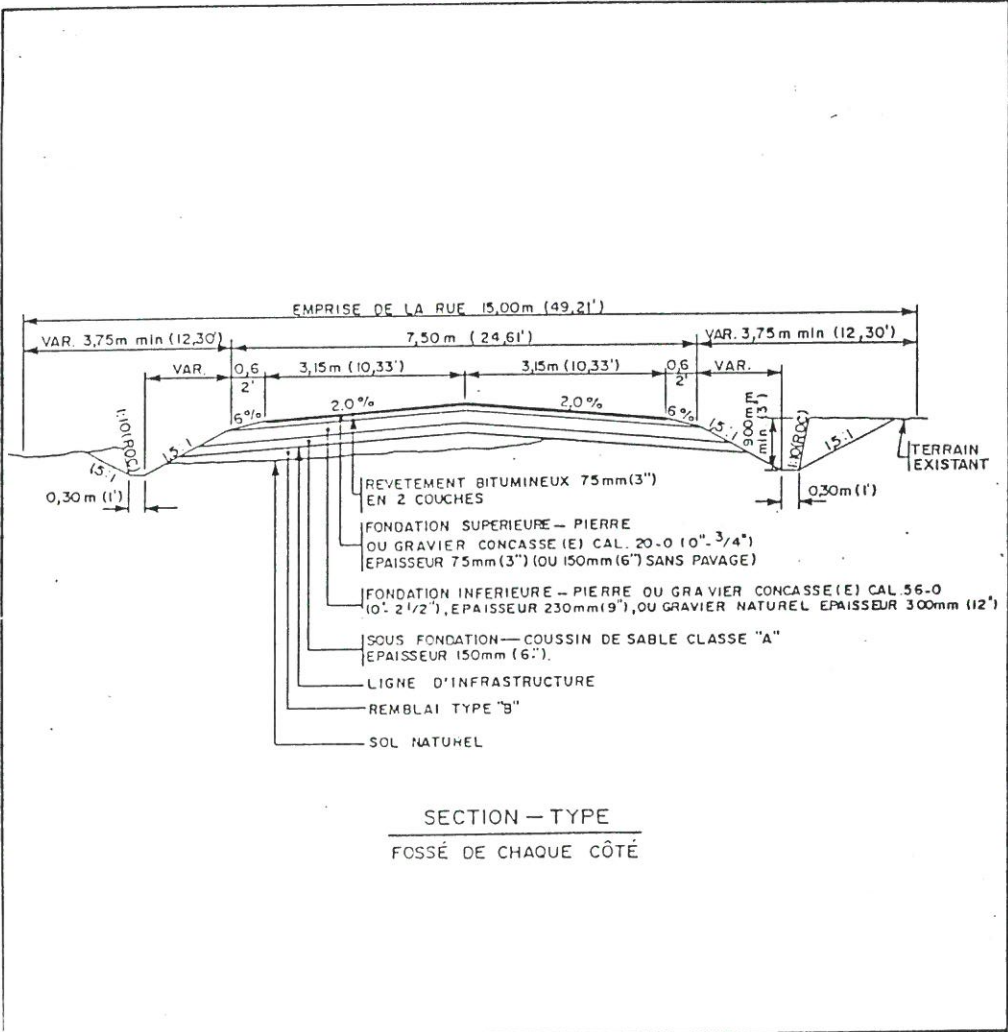 EMPRISE DE LA RUE 15,00m (49,21')
VAR. 3,75m min (12,30')
7,50 m (24,61')
VAR. 3,75m min (12,30')
VAR.
0,6
2'
3,15m (10,33')
3,15m (10,33')
0,6
2'
VAR.
6%
2.0%
2,0%
6%
1:10(ROC)
1,5:1
1,5:1
0,30 m (1')
1,5:1
900mm
min (3')
1:10(ROC)
1,5:1
0,30m (1')
TERRAIN
EXISTANT
REVETEMENT BITUMINEUX 75mm(3")
EN 2 COUCHES
FONDATION SUPERIEURE — PIERRE
OU GRAVIER CONCASSE(E) CAL. 20-0 (0"-3/4")
EPAISSEUR 75mm(3") (OU 150mm(6") SANS PAVAGE)
FONDATION INFERIEURE — PIERRE OU GRAVIER CONCASSE(E) CAL.56-0
(0"-2 1/2"), EPAISSEUR 230mm(9"), OU GRAVIER NATUREL EPAISSEUR 300mm (12")
SOUS FONDATION — COUSSIN DE SABLE CLASSE "A"
EPAISSEUR 150mm (6").
LIGNE D'INFRASTRUCTURE
REMBLAI TYPE "B"
SOL NATUREL
SECTION — TYPE
FOSSÉ DE CHAQUE CÔTÉ